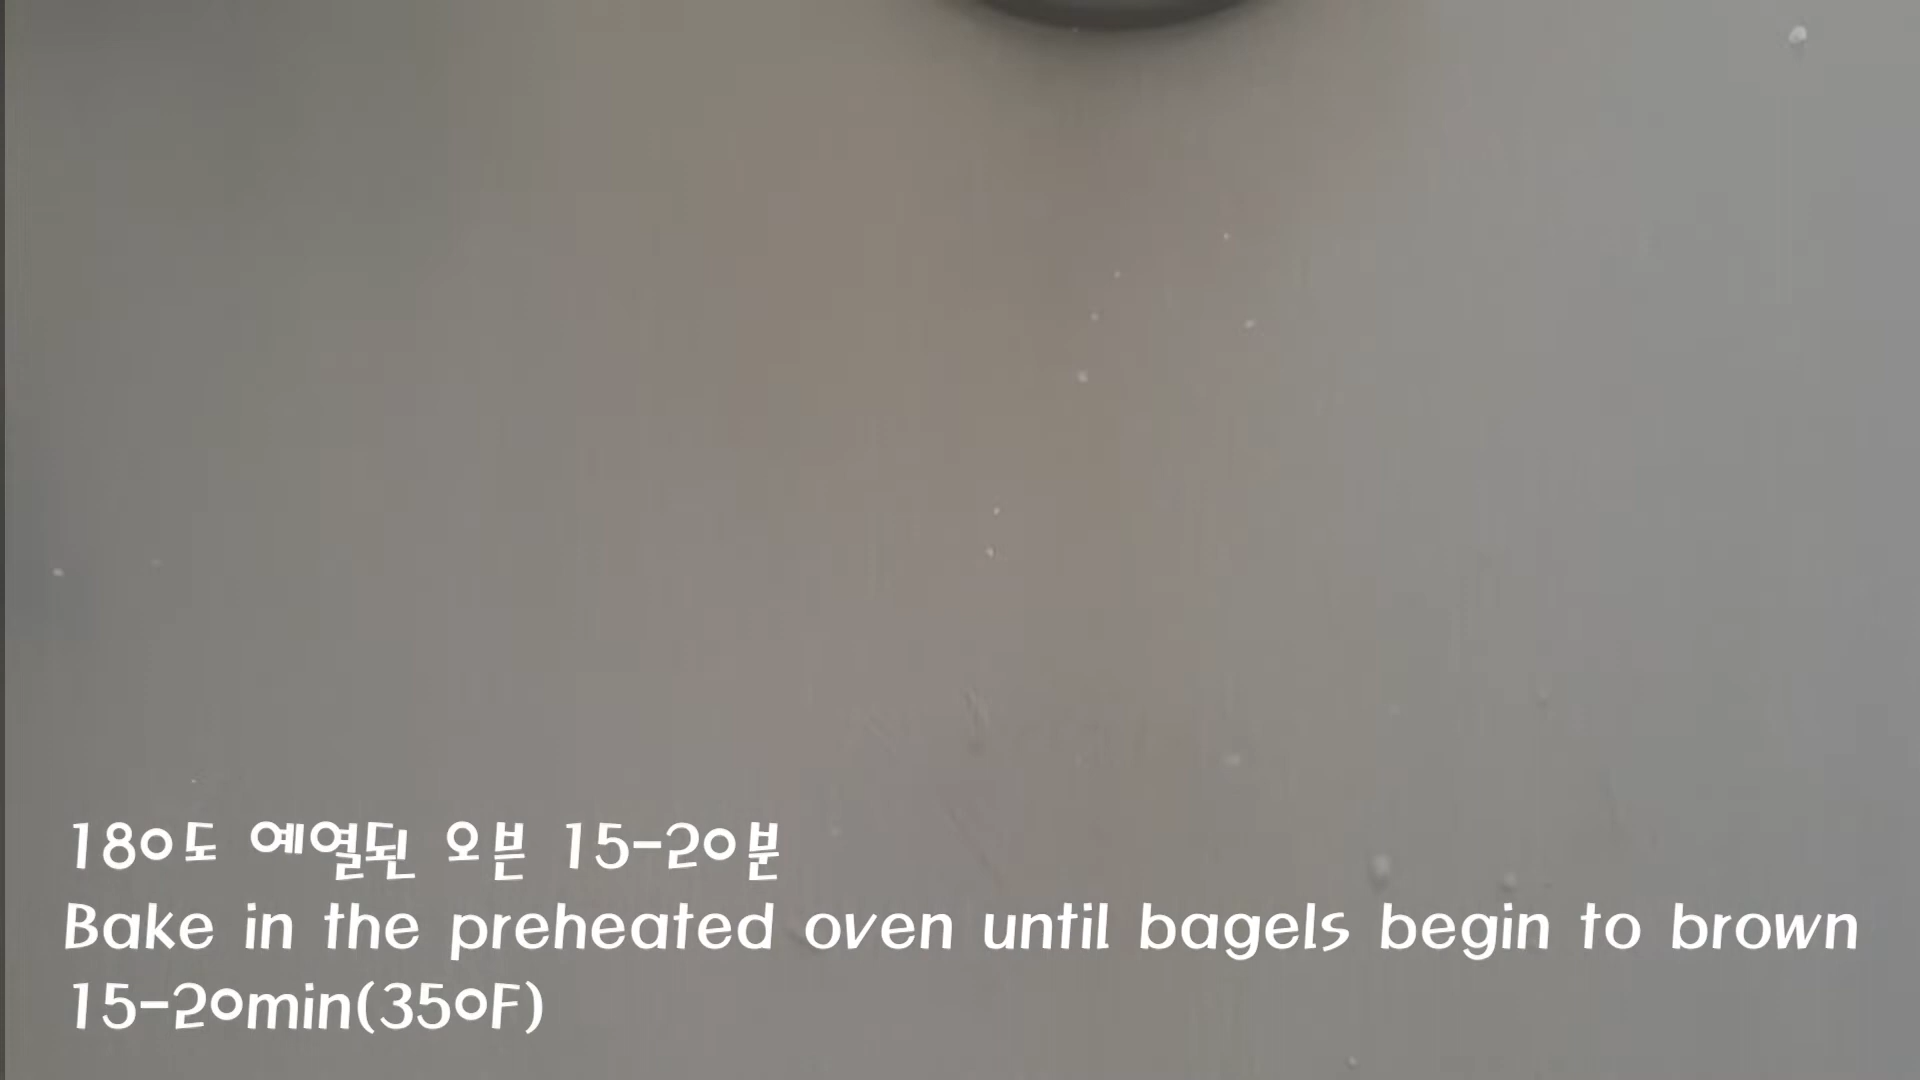 180도 예열된 오븐 15-20분
Bake in the preheated oven until bagels begin to brown
15-20min(350F)